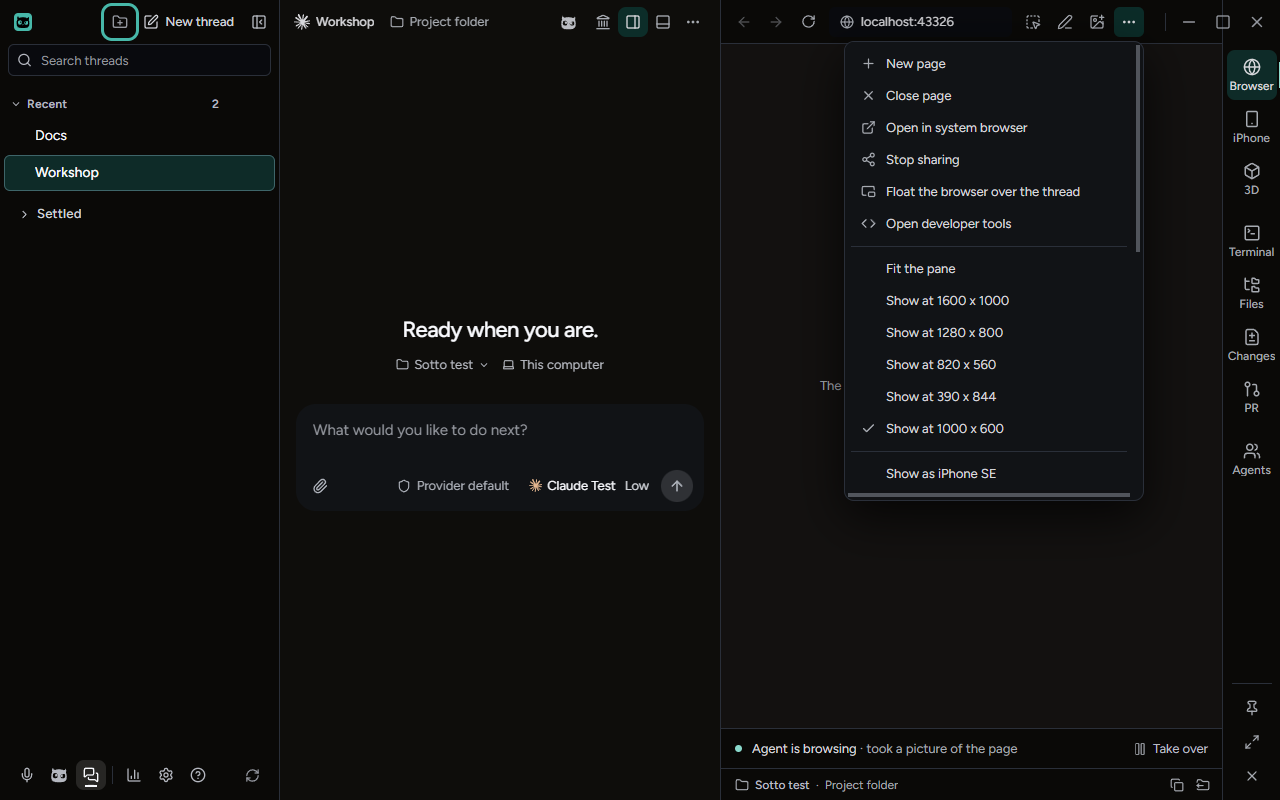 New thread
Search threads
Recent 2
Docs
Workshop
Settled
Workshop
Project folder
Ready when you are.
Sotto test
This computer
What would you like to do next?
Provider default
Claude Test Low
localhost:43326
New page
Close page
Open in system browser
Stop sharing
Float the browser over the thread
Open developer tools
Fit the pane
Show at 1600 x 1000
Show at 1280 x 800
Show at 820 x 560
Show at 390 x 844
Show at 1000 x 600
Show as iPhone SE
The
Agent is browsing · took a picture of the page
Take over
Sotto test · Project folder
Browser
iPhone
3D
Terminal
Files
Changes
PR
Agents